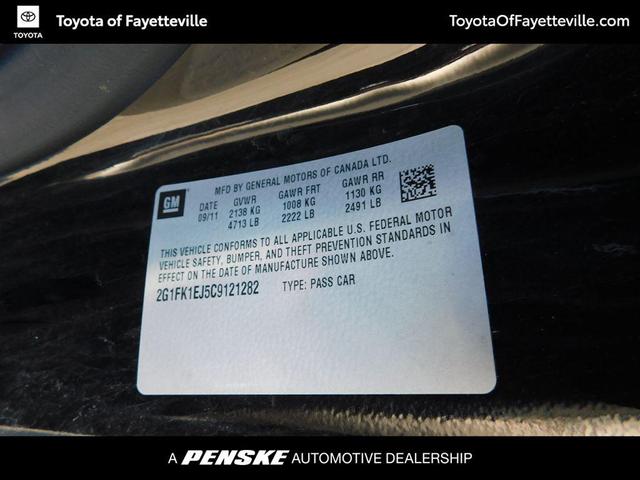 TOYOTA
Toyota of Fayetteville
ToyotaOfFayetteville.com
GM
MFD BY GENERAL MOTORS OF CANADA LTD.
DATE GVWR GAWR FRT GAWR RR
09/11 2138 KG 1008 KG 1130 KG
4713 LB 2222 LB 2491 LB
THIS VEHICLE CONFORMS TO ALL APPLICABLE U.S. FEDERAL MOTOR
VEHICLE SAFETY, BUMPER, AND THEFT PREVENTION STANDARDS IN
EFFECT ON THE DATE OF MANUFACTURE SHOWN ABOVE.
2G1FK1EJ5C9121282 TYPE: PASS CAR
A PENSKE AUTOMOTIVE DEALERSHIP